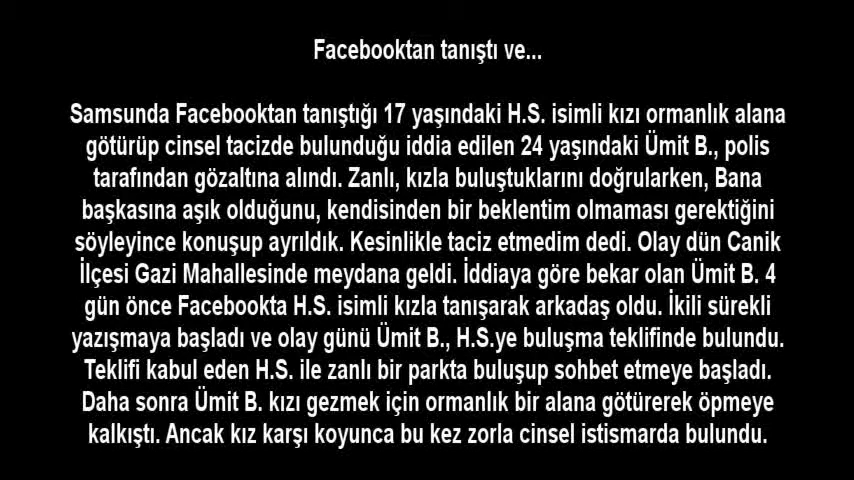 Facebooktan tanıştı ve...
Samsunda Facebooktan tanıştığı 17 yaşındaki H.S. isimli kızı ormanlık alana
götürüp cinsel tacizde bulunduğu iddia edilen 24 yaşındaki Ümit B., polis
tarafından gözaltına alındı. Zanlı, kızla buluştuklarını doğrularken, Bana
başkasına aşık olduğunu, kendisinden bir beklentim olmaması gerektiğini
söyleyince konuşup ayrıldık. Kesinlikle taciz etmedim dedi. Olay dün Canik
İlçesi Gazi Mahallesinde meydana geldi. İddiaya göre bekar olan Ümit B. 4
gün önce Facebookta H.S. isimli kızla tanışarak arkadaş oldu. İkili sürekli
yazışmaya başladı ve olay günü Ümit B., H.S.ye buluşma teklifinde bulundu.
Teklifi kabul eden H.S. ile zanlı bir parkta buluşup sohbet etmeye başladı.
Daha sonra Ümit B. kızı gezmek için ormanlık bir alana götürerek öpmeye
kalkıştı. Ancak kız karşı koyunca bu kez zorla cinsel istismarda bulundu.